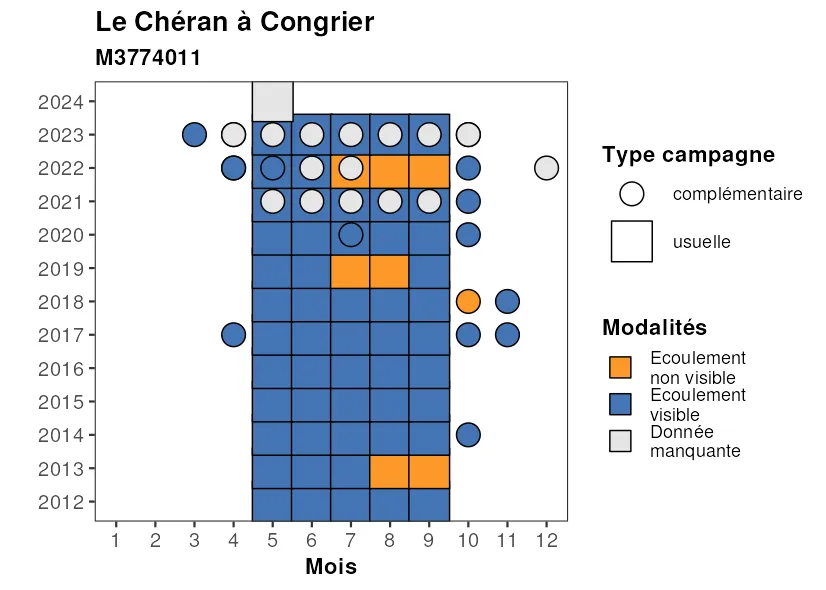 Le Chéran à Congrier
M3774011
2024
2023
2022
2021
2020
2019
2018
2017
2016
2015
2014
2013
2012
1 2 3 4 5 6 7 8 9 10 11 12
Mois
Type campagne
complémentaire
usuelle
Modalités
Ecoulement
non visible
Ecoulement
visible
Donnée
manquante